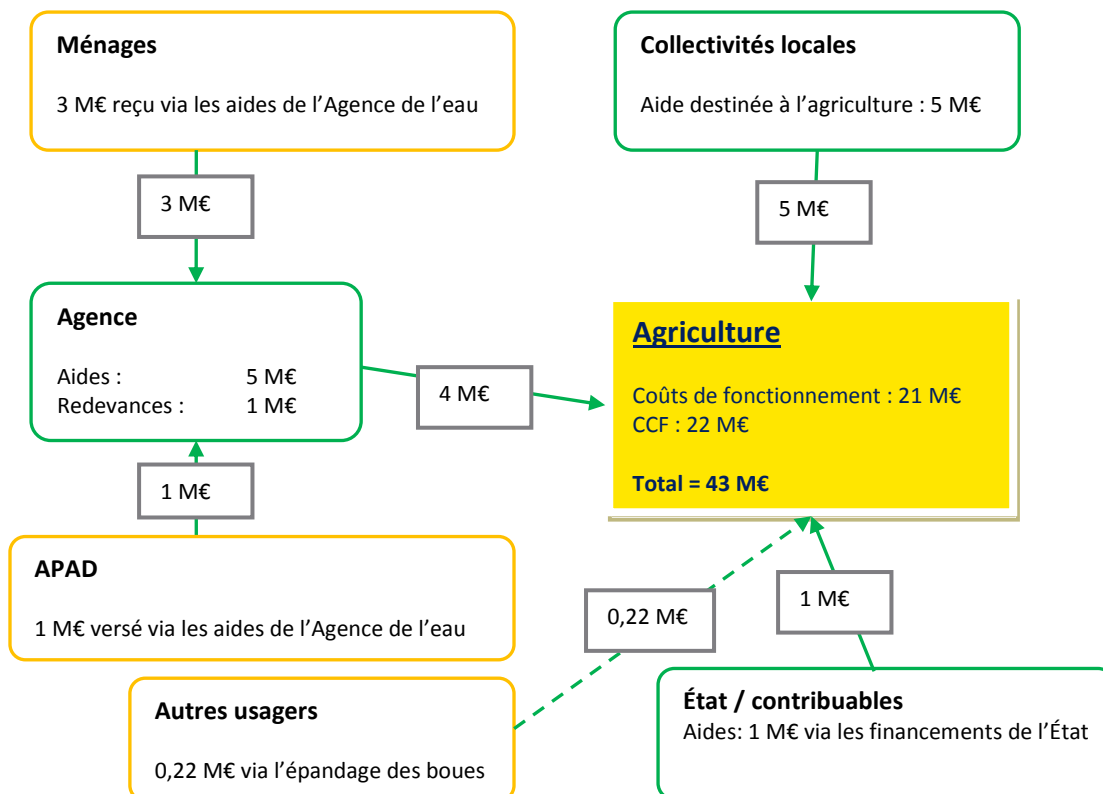 Ménages
3 M€ reçu via les aides de l’Agence de l’eau
Collectivités locales
Aide destinée à l’agriculture : 5 M€
3 M€
5 M€
Agence
Aides : 5 M€
Redevances : 1 M€
4 M€
Agriculture
Coûts de fonctionnement : 21 M€
CCF : 22 M€
Total = 43 M€
1 M€
APAD
1 M€ versé via les aides de l’Agence de l’eau
0,22 M€
1 M€
Autres usagers
0,22 M€ via l’épandage des boues
État / contribuables
Aides: 1 M€ via les financements de l’État